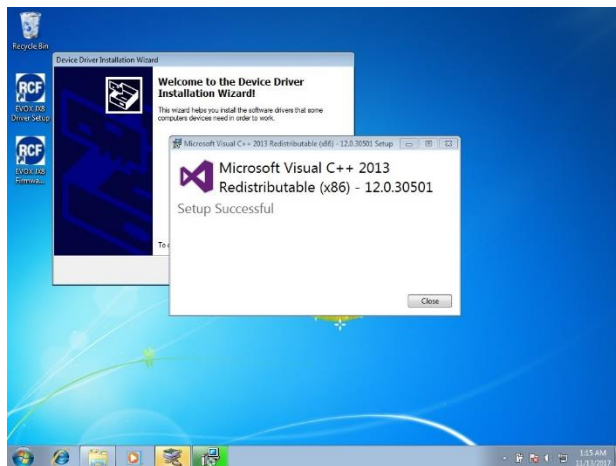 Recycle Bin
RCF
EVOX JX8
Driver Setup
RCF
EVOX JX8
Firmwa...
Device Driver Installation Wizard
Welcome to the Device Driver
Installation Wizard!
This wizard helps you install the software drivers that some
computers devices need in order to work.
To c
Microsoft Visual C++ 2013 Redistributable (x86) - 12.0.30501 Setup
Microsoft Visual C++ 2013
Redistributable (x86) - 12.0.30501
Setup Successful
Close
1:15 AM
11/13/2017